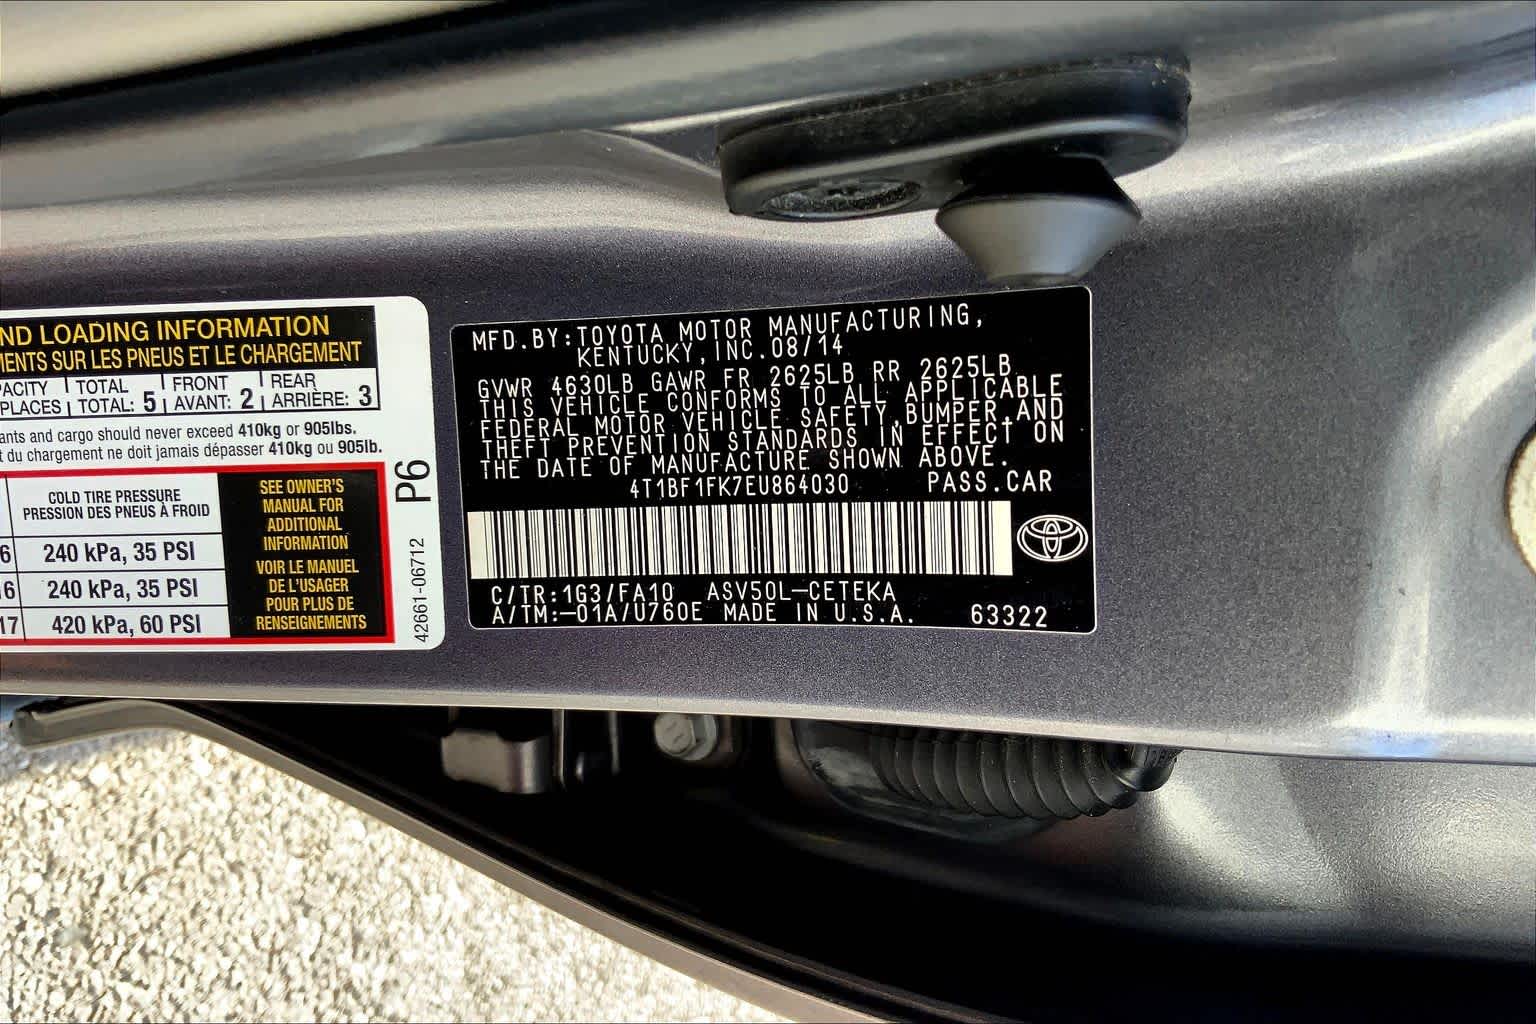 ND LOADING INFORMATION
MENTS SUR LES PNEUS ET LE CHARGEMENT
PACITY TOTAL FRONT REAR
PLACES TOTAL: 5 AVANT: 2 ARRIÈRE: 3
ants and cargo should never exceed 410kg or 905lbs.
t du chargement ne doit jamais dépasser 410kg ou 905lb.
COLD TIRE PRESSURE
PRESSION DES PNEUS À FROID
6 240 kPa, 35 PSI
16 240 kPa, 35 PSI
17 420 kPa, 60 PSI
SEE OWNER'S
MANUAL FOR
ADDITIONAL
INFORMATION
VOIR LE MANUEL
DE L'USAGER
POUR PLUS DE
RENSEIGNEMENTS
P6
42661-06712
MFD.BY:TOYOTA MOTOR MANUFACTURING,
KENTUCKY,INC.08/14
GVWR 4630LB GAWR FR 2625LB RR 2625LB
THIS VEHICLE CONFORMS TO ALL APPLICABLE
FEDERAL MOTOR VEHICLE SAFETY,BUMPER,AND
THEFT PREVENTION STANDARDS IN EFFECT ON
THE DATE OF MANUFACTURE SHOWN ABOVE.
4T1BF1FK7EU864030 PASS.CAR
C/TR:1G3/FA10 ASV50L-CETEKA
A/TM:-01A/U760E MADE IN U.S.A. 63322